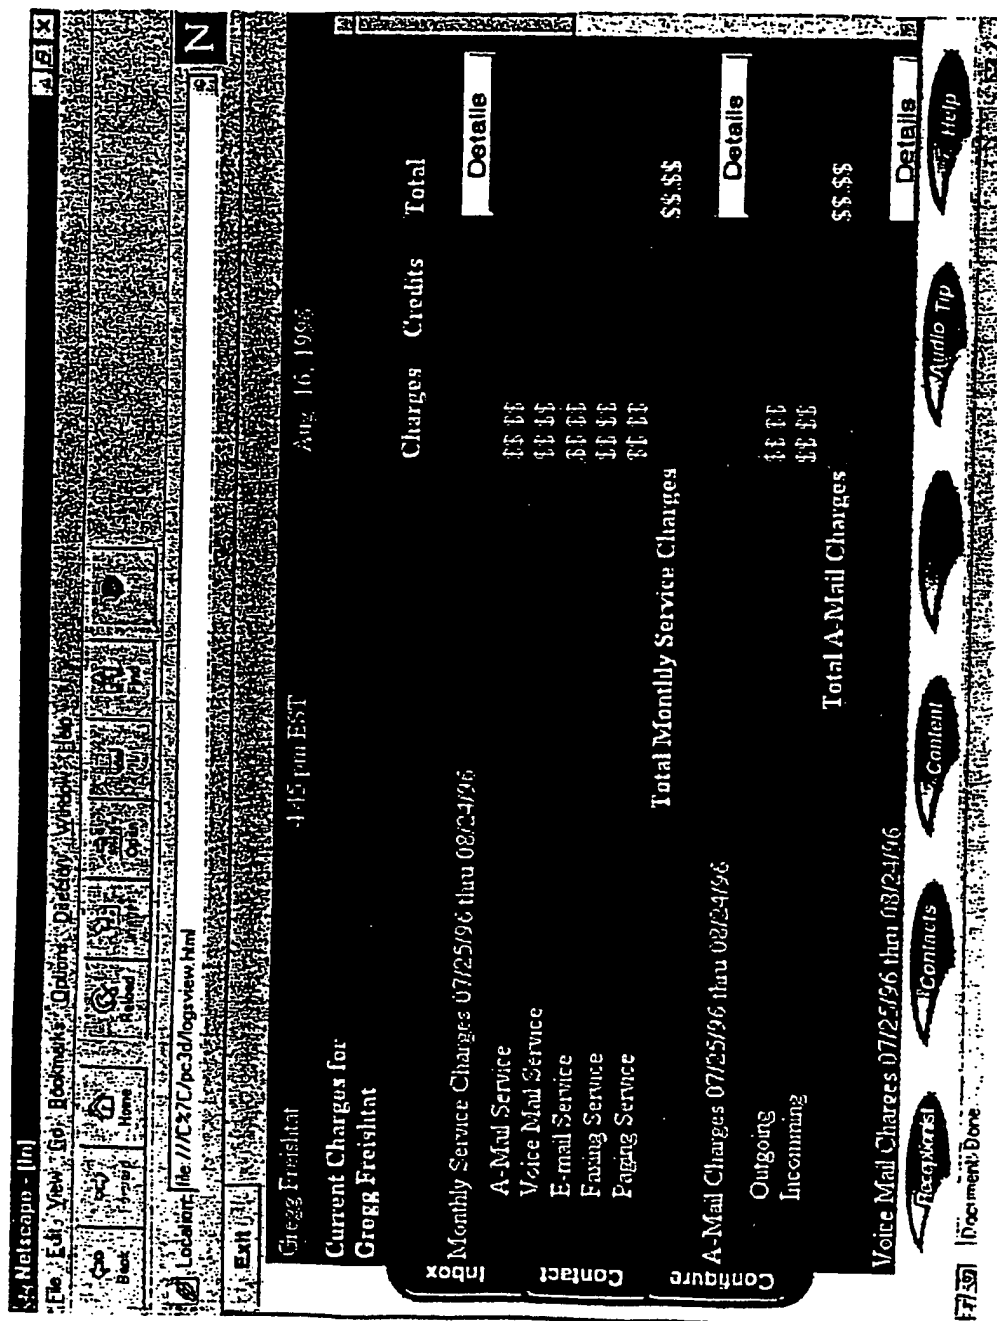 Netscape - [In]
File Edit View Go Bookmarks Options Directory Window Help
Back Forward Home Reload Images Open Print Find
Location: file:///C%7C/pc3d/logsview.html
N
Exit
Gregg Freishtat 4:45 pm EST Aug 16, 1996
Current Charges for
Gregg Freishtat
Charges Credits Total
Inbox
Contact
Configure
Monthly Service Charges 07/25/96 thru 08/24/96 Details
A-Mail Service $$.$$
Voice Mail Service $$.$$
E-mail Service $$.$$
Faxing Service $$.$$
Paging Service $$.$$
Total Monthly Service Charges $$.$$
A-Mail Charges 07/25/96 thru 08/24/96 Details
Outgoing $$.$$
Incomming $$.$$
Total A-Mail Charges $$.$$
Voice Mail Charges 07/25/96 thru 08/24/96 Details
Receptionist Contacts Content Audio Tip Help
Document: Done